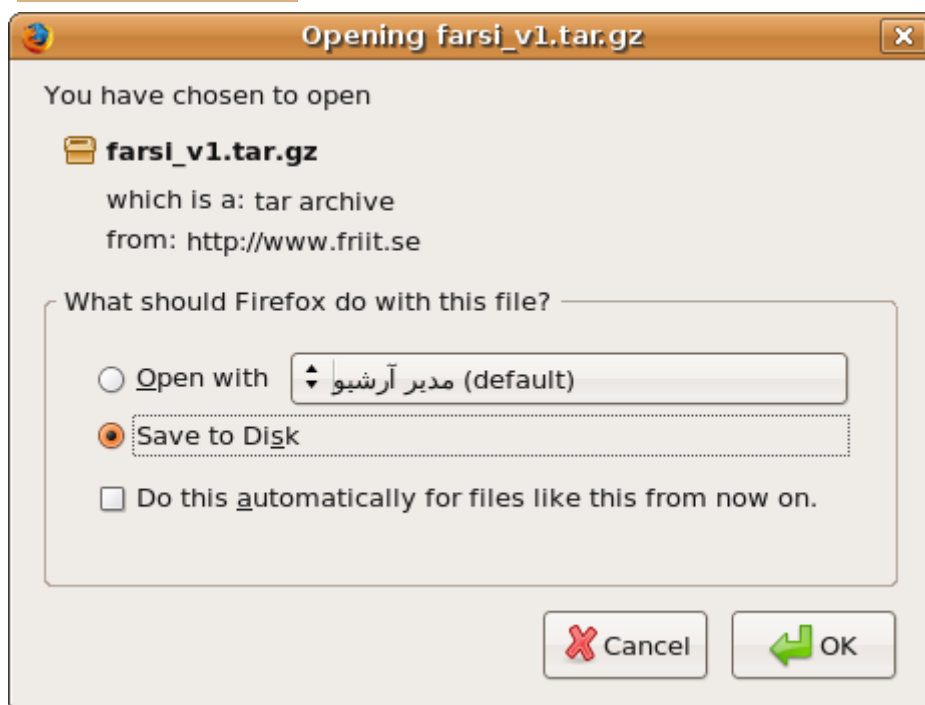 Opening farsi_v1.tar.gz
You have chosen to open
farsi_v1.tar.gz
which is a: tar archive
from: http://www.friit.se
What should Firefox do with this file?
Open with مدیر آرشیو (default)
Save to Disk
Do this automatically for files like this from now on.
Cancel OK